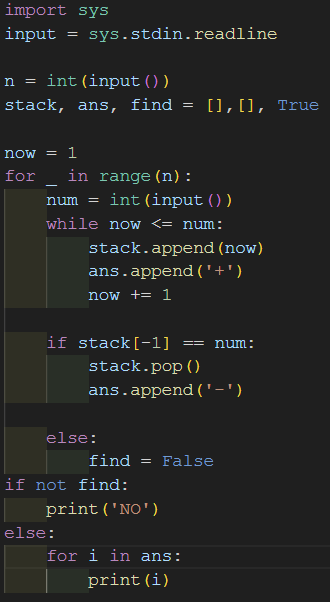 import sys
input = sys.stdin.readline

n = int(input())
stack, ans, find = [],[], True

now = 1
for _ in range(n):
    num = int(input())
    while now <= num:
        stack.append(now)
        ans.append('+')
        now += 1

    if stack[-1] == num:
        stack.pop()
        ans.append('-')

    else:
        find = False
if not find:
    print('NO')
else:
    for i in ans:
        print(i)